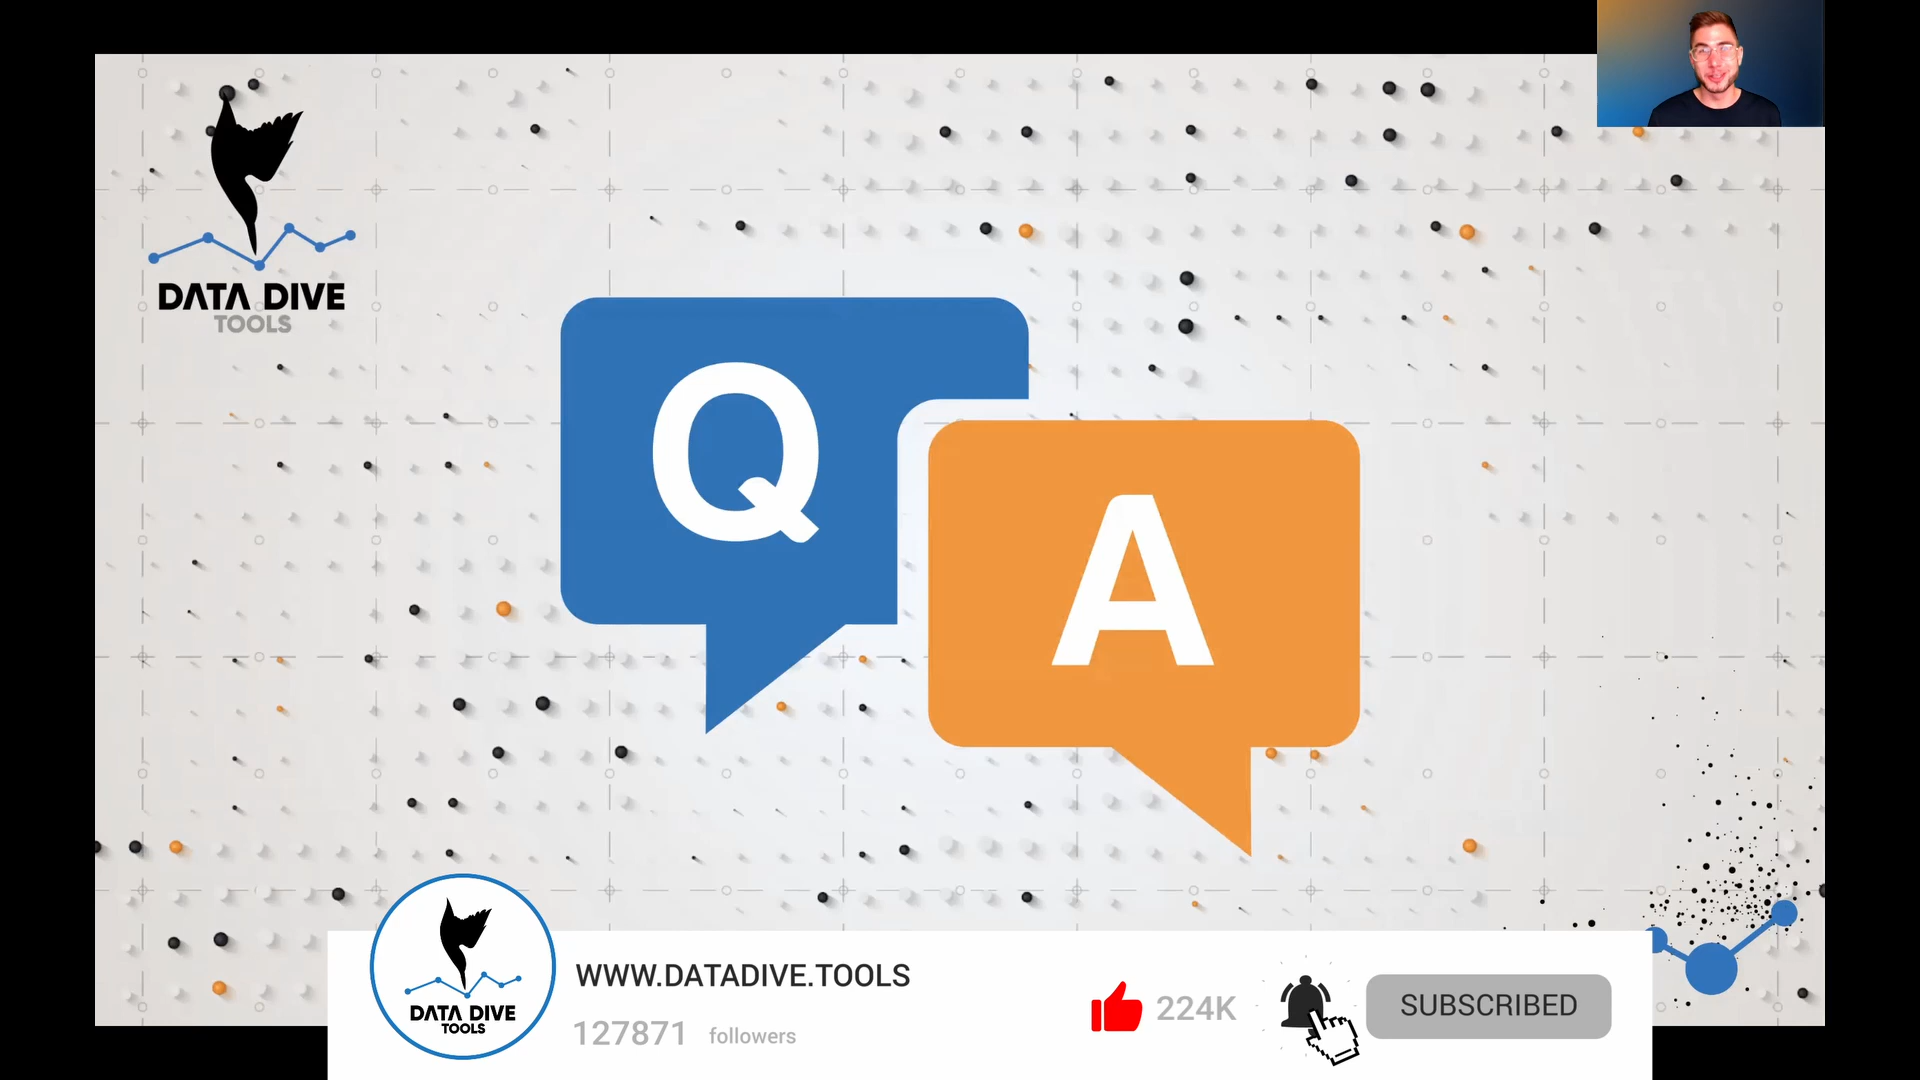 DATA DIVE
TOOLS
Q
A
DATA DIVE
TOOLS
WWW.DATADIVE.TOOLS
127871 followers
224K
SUBSCRIBED